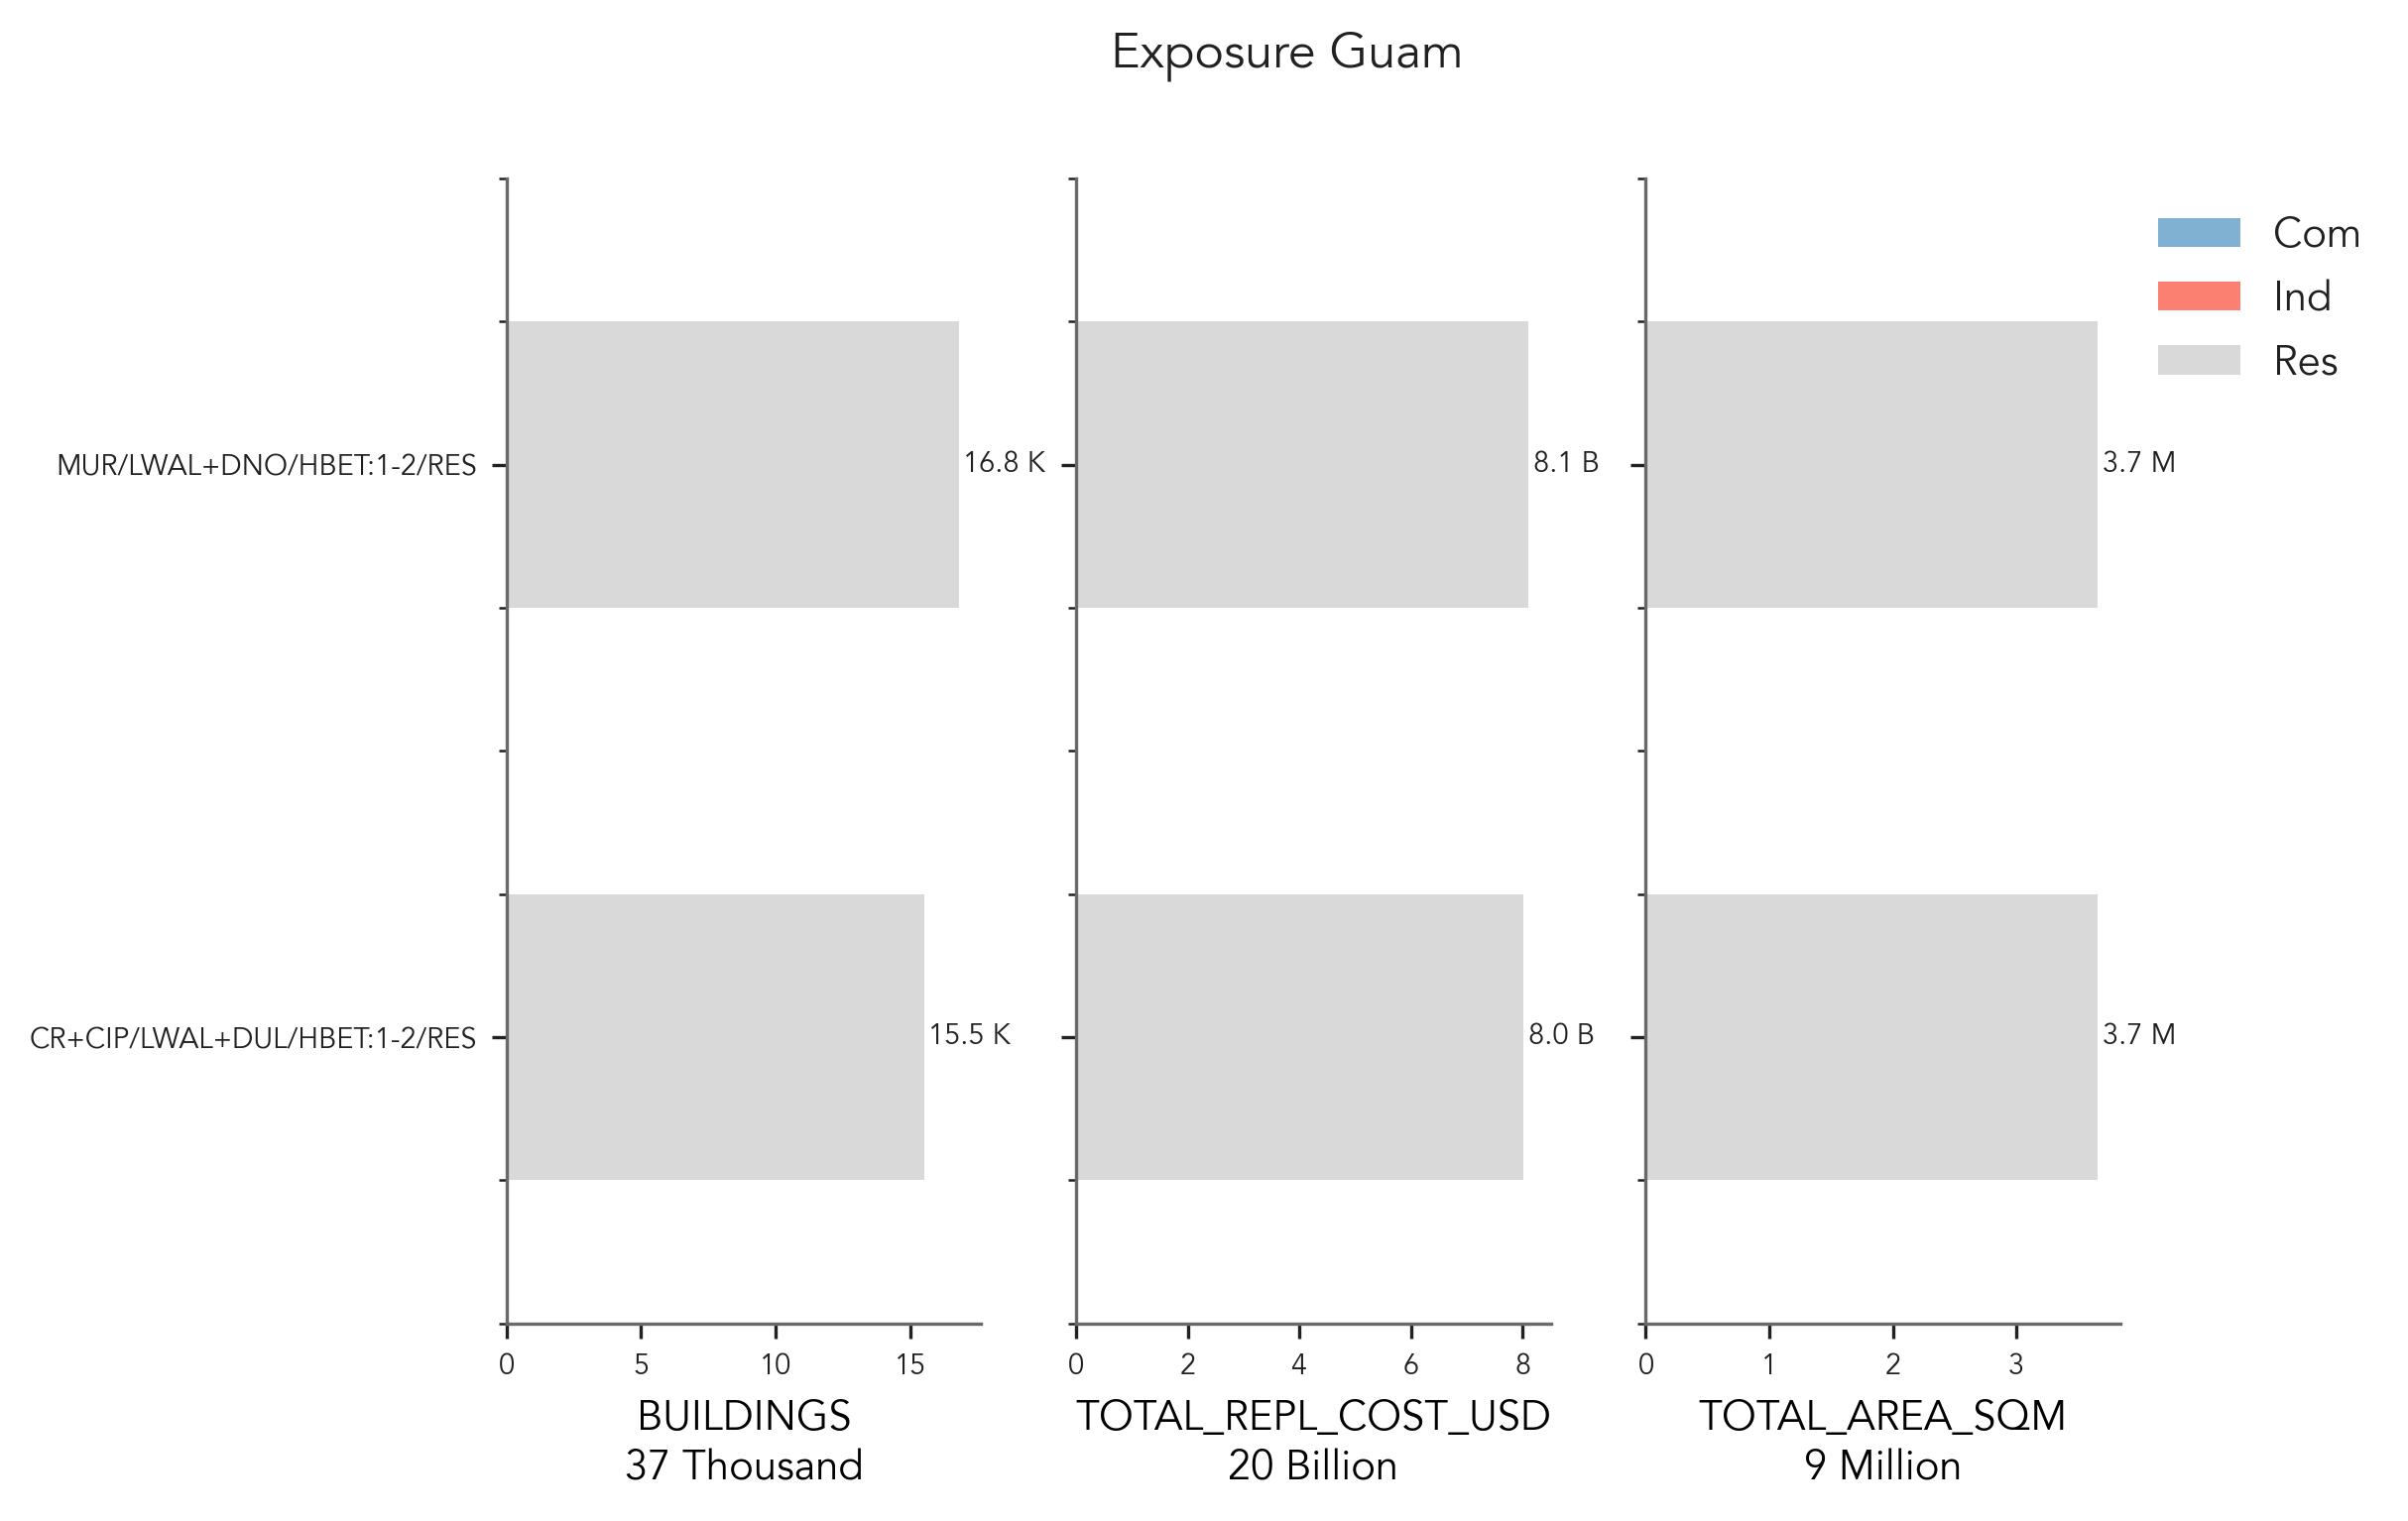 Exposure Guam
Com
Ind
Res
MUR/LWAL+DNO/HBET:1-2/RES
16.8 K
8.1 B
3.7 M
CR+CIP/LWAL+DUL/HBET:1-2/RES
15.5 K
8.0 B
3.7 M
0 5 10 15
0 2 4 6 8
0 1 2 3
BUILDINGS
37 Thousand
TOTAL_REPL_COST_USD
20 Billion
TOTAL_AREA_SQM
9 Million